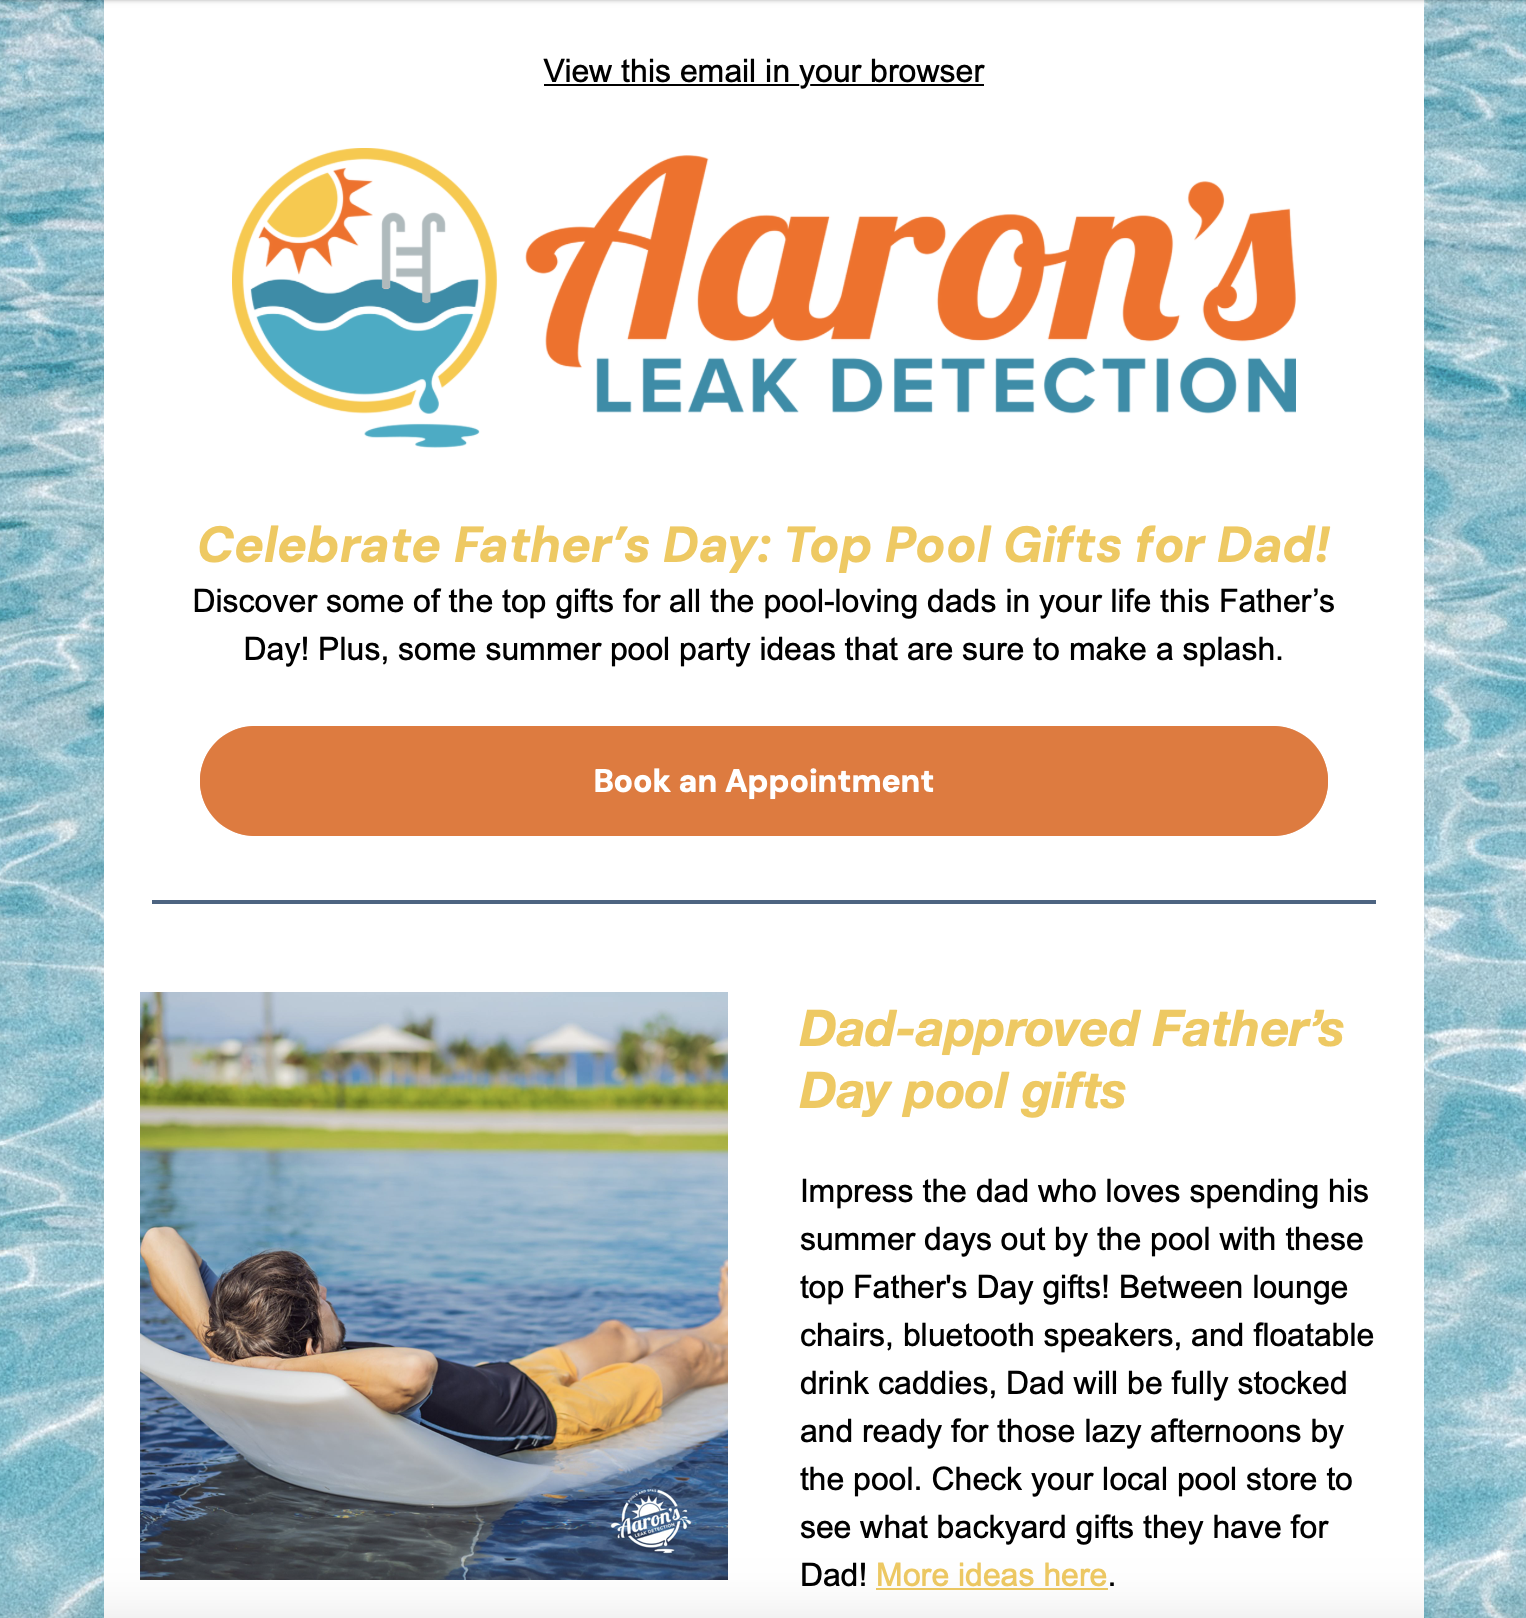 View this email in your browser
Aaron's
LEAK DETECTION
Celebrate Father’s Day: Top Pool Gifts for Dad!
Discover some of the top gifts for all the pool-loving dads in your life this Father’s
Day! Plus, some summer pool party ideas that are sure to make a splash.
Book an Appointment
Dad-approved Father’s
Day pool gifts
Impress the dad who loves spending his
summer days out by the pool with these
top Father's Day gifts! Between lounge
chairs, bluetooth speakers, and floatable
drink caddies, Dad will be fully stocked
and ready for those lazy afternoons by
the pool. Check your local pool store to
see what backyard gifts they have for
Dad! More ideas here.
Aaron's
LEAK DETECTION